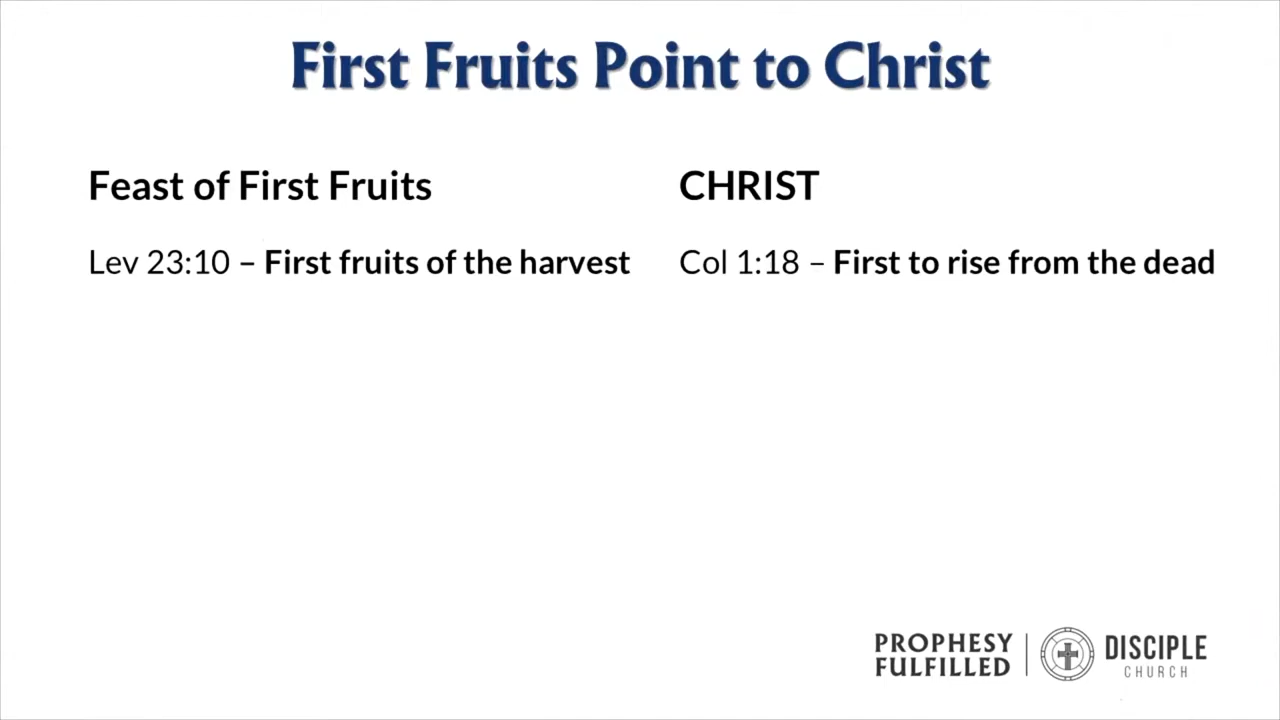 First Fruits Point to Christ
Feast of First Fruits
Lev 23:10 – First fruits of the harvest
CHRIST
Col 1:18 – First to rise from the dead
PROPHESY
FULFILLED
DISCIPLE
CHURCH